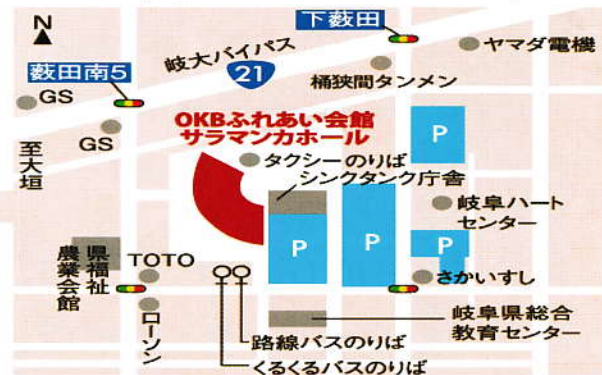 N
下薮田
ヤマダ電機
岐大バイパス
21
桶狭間タンメン
薮田南5
GS
GS
至大垣
OKBふれあい会館
サラマンカホール
P
タクシーのりば
シンクタンク庁舎
岐阜ハート
センター
P
P
P
県福祉
農業会館
TOTO
さかいすし
ローソン
岐阜県総合
教育センター
路線バスのりば
くるくるバスのりば